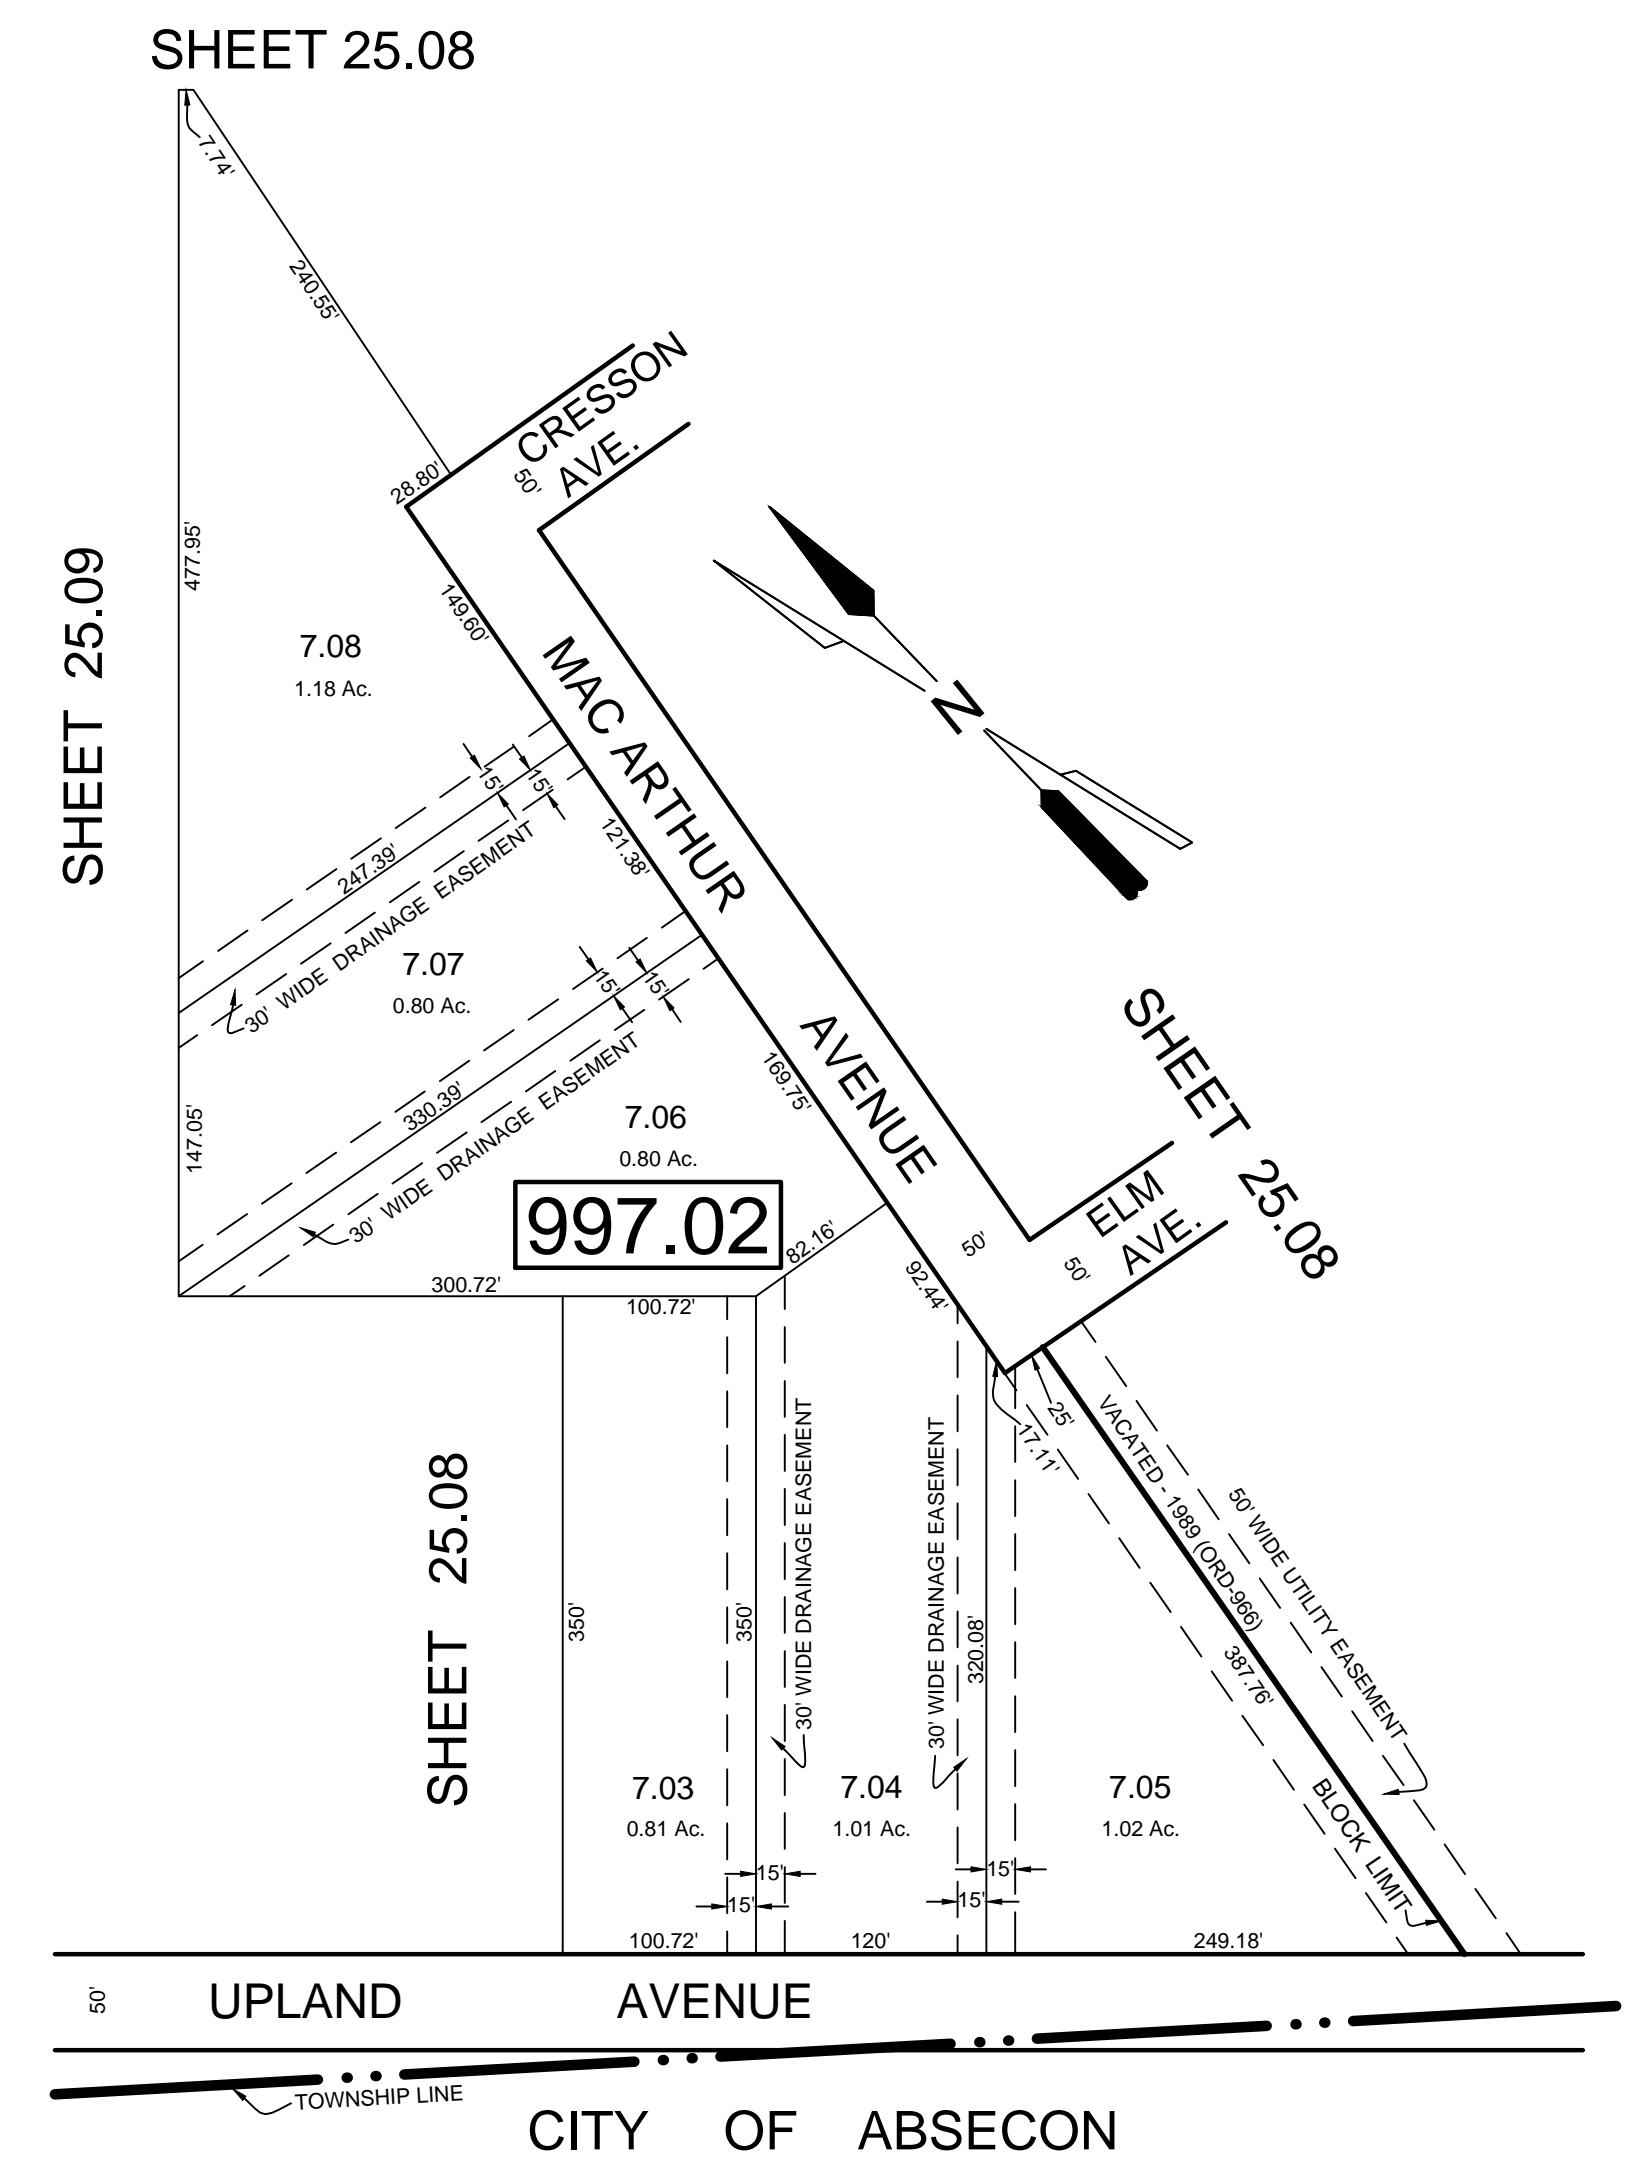 SHEET 25.08
7.74'
240.55'
CRESSON
AVE.
50'
28.80'
SHEET 25.09
477.95'
149.60'
7.08
1.18 Ac.
MAC ARTHUR
AVENUE
N
15'
15'
247.39'
30' WIDE DRAINAGE EASEMENT
121.38'
7.07
0.80 Ac.
15'
15'
330.39'
30' WIDE DRAINAGE EASEMENT
147.05'
169.75'
7.06
0.80 Ac.
997.02
82.16'
300.72'
100.72'
92.44'
50'
ELM
AVE.
50'
SHEET 25.08
SHEET 25.08
350'
350'
30' WIDE DRAINAGE EASEMENT
30' WIDE DRAINAGE EASEMENT
320.08'
17.11'
25'
VACATED - 1989 (ORD-966)
387.76'
50' WIDE UTILITY EASEMENT
BLOCK LIMIT
7.03
0.81 Ac.
7.04
1.01 Ac.
7.05
1.02 Ac.
15'
15'
15'
15'
100.72'
120'
249.18'
50'
UPLAND AVENUE
TOWNSHIP LINE
CITY OF ABSECON